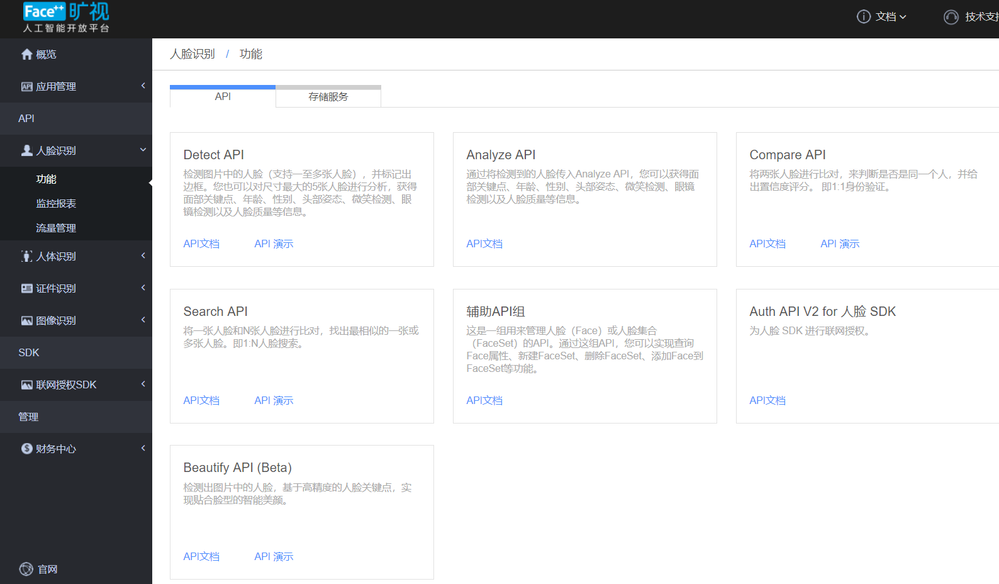 Face++ 旷视
人工智能开放平台
文档
技术支持
概览
应用管理
API
人脸识别
功能
监控报表
流量管理
人体识别
证件识别
图像识别
SDK
联网授权SDK
管理
财务中心
官网
人脸识别 / 功能
API
存储服务
Detect API
检测图片中的人脸（支持一至多张人脸），并标记出
边框。您也可以对尺寸最大的5张人脸进行分析，获得
面部关键点、年龄、性别、头部姿态、微笑检测、眼
镜检测以及人脸质量等信息。
API文档 API 演示
Analyze API
通过将检测到的人脸传入Analyze API，您可以获得面
部关键点、年龄、性别、头部姿态、微笑检测、眼镜
检测以及人脸质量等信息。
API文档
Compare API
将两张人脸进行比对，来判断是否是同一个人，并给
出置信度评分。 即1:1身份验证。
API文档 API 演示
Search API
将一张人脸和N张人脸进行比对，找出最相似的一张或
多张人脸。即1:N人脸搜索。
API文档 API 演示
辅助API组
这是一组用来管理人脸（Face）或人脸集合
（FaceSet）的API。通过这组API，您可以实现查询
Face属性、新建FaceSet、删除FaceSet、添加Face到
FaceSet等功能。
API文档
Auth API V2 for 人脸 SDK
为人脸 SDK 进行联网授权。
API文档
Beautify API (Beta)
检测出图片中的人脸，基于高精度的人脸关键点，实
现贴合脸型的智能美颜。
API文档 API 演示